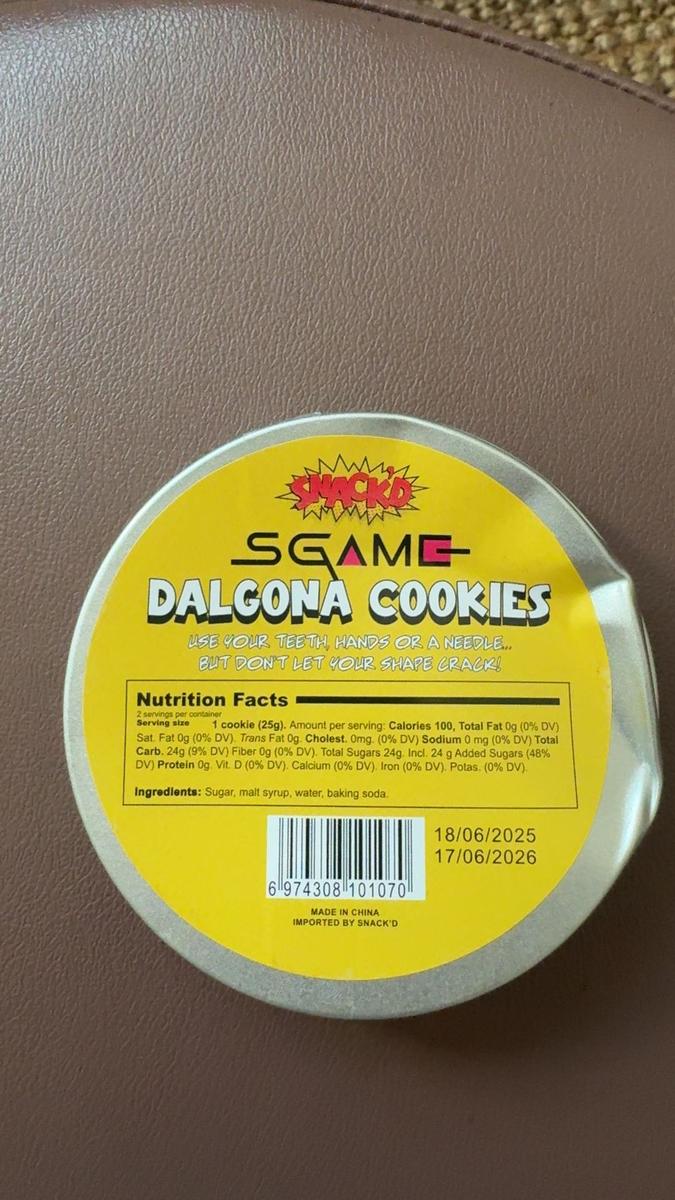 SNACK'D
SGAME
DALGONA COOKIES
USE YOUR TEETH, HANDS OR A NEEDLE...
BUT DON'T LET YOUR SHAPE CRACK!
Nutrition Facts
2 servings per container
Serving size 1 cookie (25g). Amount per serving: Calories 100, Total Fat 0g (0% DV)
Sat. Fat 0g (0% DV). Trans Fat 0g. Cholest. 0mg. (0% DV) Sodium 0 mg (0% DV) Total
Carb. 24g (9% DV) Fiber 0g (0% DV). Total Sugars 24g. Incl. 24 g Added Sugars (48%
DV) Protein 0g. Vit. D (0% DV). Calcium (0% DV). Iron (0% DV). Potas. (0% DV).
Ingredients: Sugar, malt syrup, water, baking soda.
18/06/2025
17/06/2026
6 974308 101070
MADE IN CHINA
IMPORTED BY SNACK'D